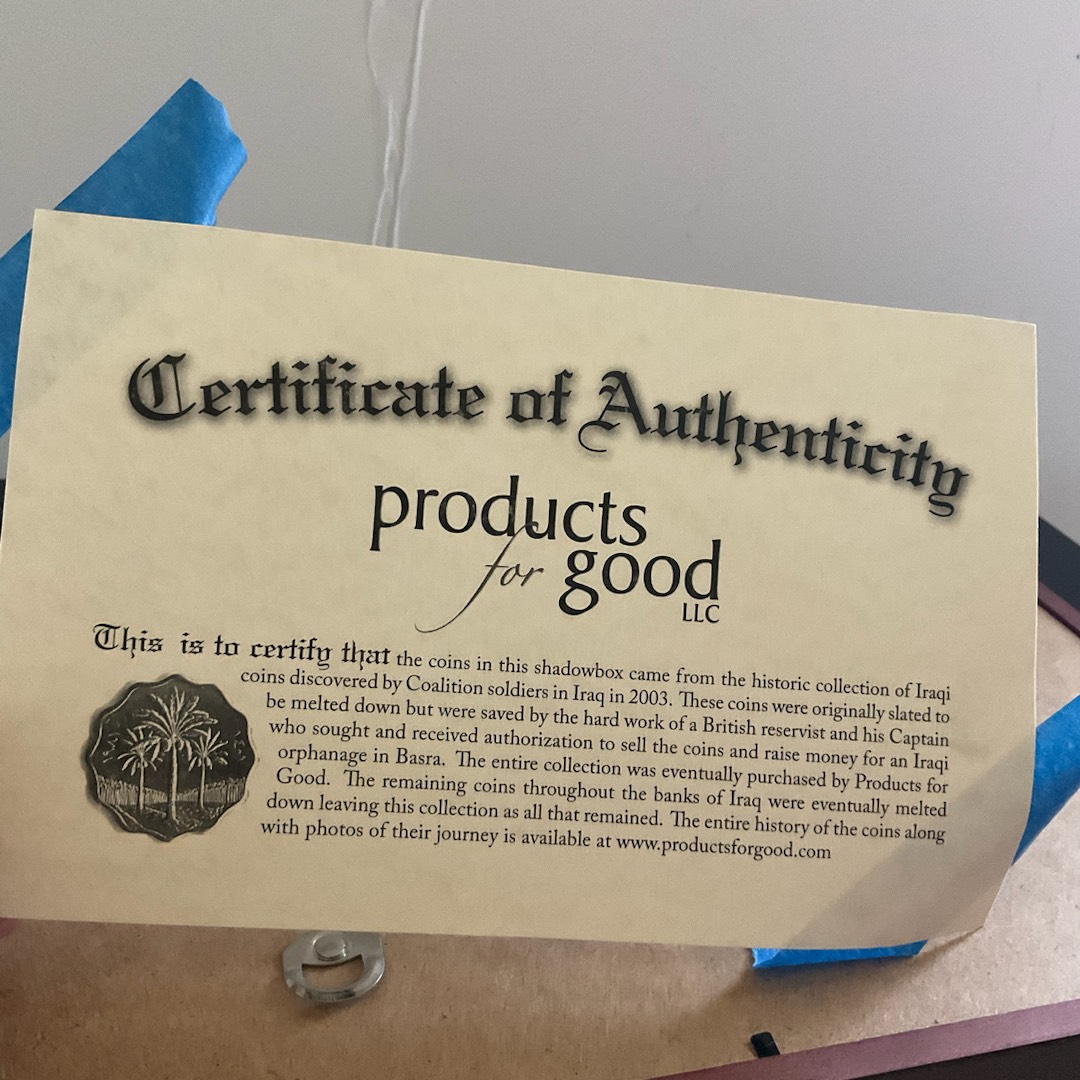 Certificate of Authenticity
products
for good
LLC
This is to certify that the coins in this shadowbox came from the historic collection of Iraqi
coins discovered by Coalition soldiers in Iraq in 2003. These coins were originally slated to
be melted down but were saved by the hard work of a British reservist and his Captain
who sought and received authorization to sell the coins and raise money for an Iraqi
orphanage in Basra. The entire collection was eventually purchased by Products for
Good. The remaining coins throughout the banks of Iraq were eventually melted
down leaving this collection as all that remained. The entire history of the coins along
with photos of their journey is available at www.productsforgood.com